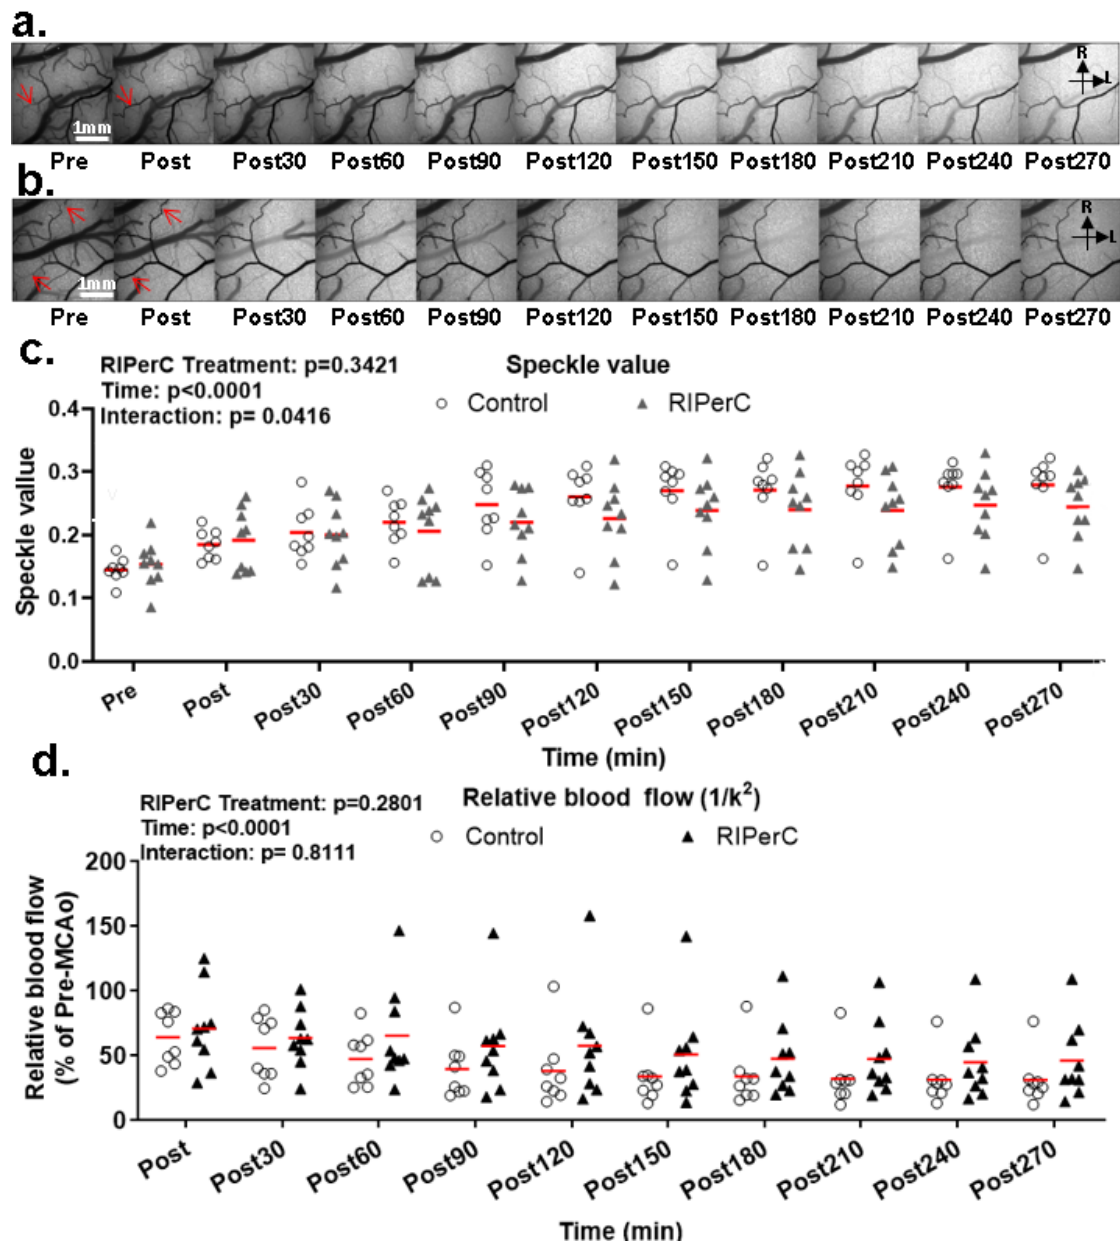 a.
R
L
1mm
Pre Post Post30 Post60 Post90 Post120 Post150 Post180 Post210 Post240 Post270
b.
R
L
1mm
Pre Post Post30 Post60 Post90 Post120 Post150 Post180 Post210 Post240 Post270
c.
RIPerC Treatment: p=0.3421
Time: p<0.0001
Interaction: p= 0.0416
Speckle value
Control RIPerC
Speckle vallue
0.4
0.3
0.2
0.1
0.0
Pre Post Post30 Post60 Post90 Post120 Post150 Post180 Post210 Post240 Post270
Time (min)
d.
RIPerC Treatment: p=0.2801
Time: p<0.0001
Interaction: p= 0.8111
Relative blood flow (1/k²)
Control RIPerC
Relative blood flow
(% of Pre-MCAo)
200
150
100
50
0
Post Post30 Post60 Post90 Post120 Post150 Post180 Post210 Post240 Post270
Time (min)